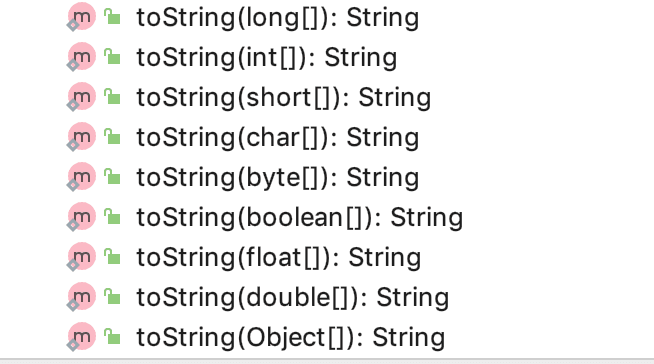 m toString(long[]): String
m toString(int[]): String
m toString(short[]): String
m toString(char[]): String
m toString(byte[]): String
m toString(boolean[]): String
m toString(float[]): String
m toString(double[]): String
m toString(Object[]): String